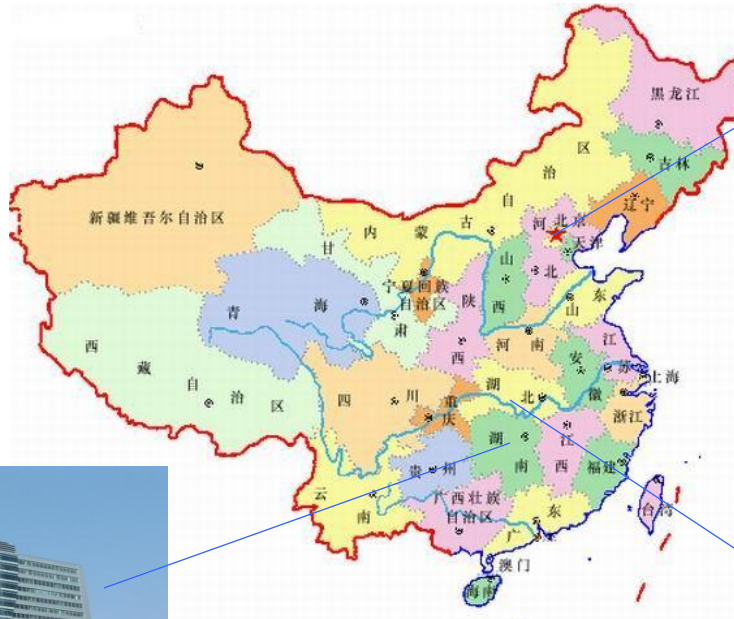 黑龙江
吉林
辽宁
内蒙古自治区
新疆维吾尔自治区
甘肃
河北
北京
天津
宁夏回族
自治区
山西
陕西
青海
山东
河南
江苏
安徽
上海
西藏自治区
四川
重庆
湖北
浙江
湖南
江西
福建
贵州
云南
广西壮族
自治区
广东
台湾
澳门
海南